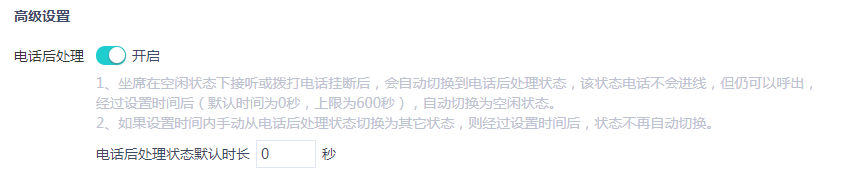 高级设置
电话后处理 开启
1、坐席在空闲状态下接听或拨打电话挂断后，会自动切换到电话后处理状态，该状态电话不会进线，但仍可以呼出，
经过设置时间后（默认时间为0秒，上限为600秒），自动切换为空闲状态。
2、如果设置时间内手动从电话后处理状态切换为其它状态，则经过设置时间后，状态不再自动切换。
电话后处理状态默认时长 0 秒